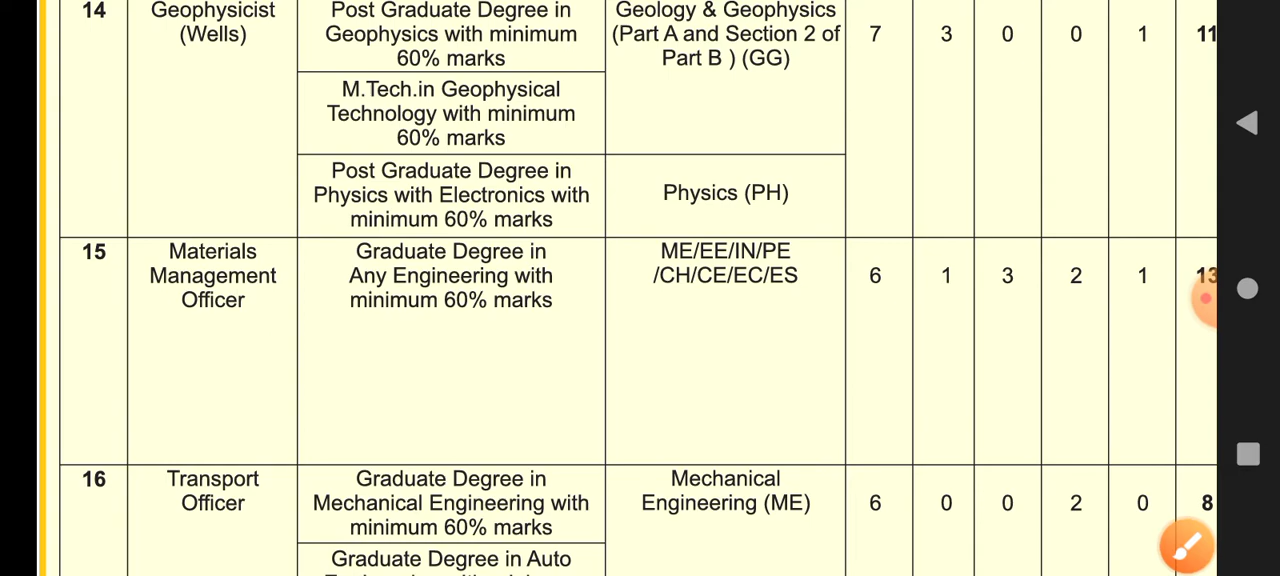 14
Geophysicist
(Wells)
Post Graduate Degree in
Geophysics with minimum
60% marks
Geology & Geophysics
(Part A and Section 2 of
Part B ) (GG)
7 3 0 0 1 11
M.Tech.in Geophysical
Technology with minimum
60% marks
Post Graduate Degree in
Physics with Electronics with
minimum 60% marks
Physics (PH)
15
Materials
Management
Officer
Graduate Degree in
Any Engineering with
minimum 60% marks
ME/EE/IN/PE
/CH/CE/EC/ES
6 1 3 2 1 13
16
Transport
Officer
Graduate Degree in
Mechanical Engineering with
minimum 60% marks
Mechanical
Engineering (ME)
6 0 0 2 0 8
Graduate Degree in Auto